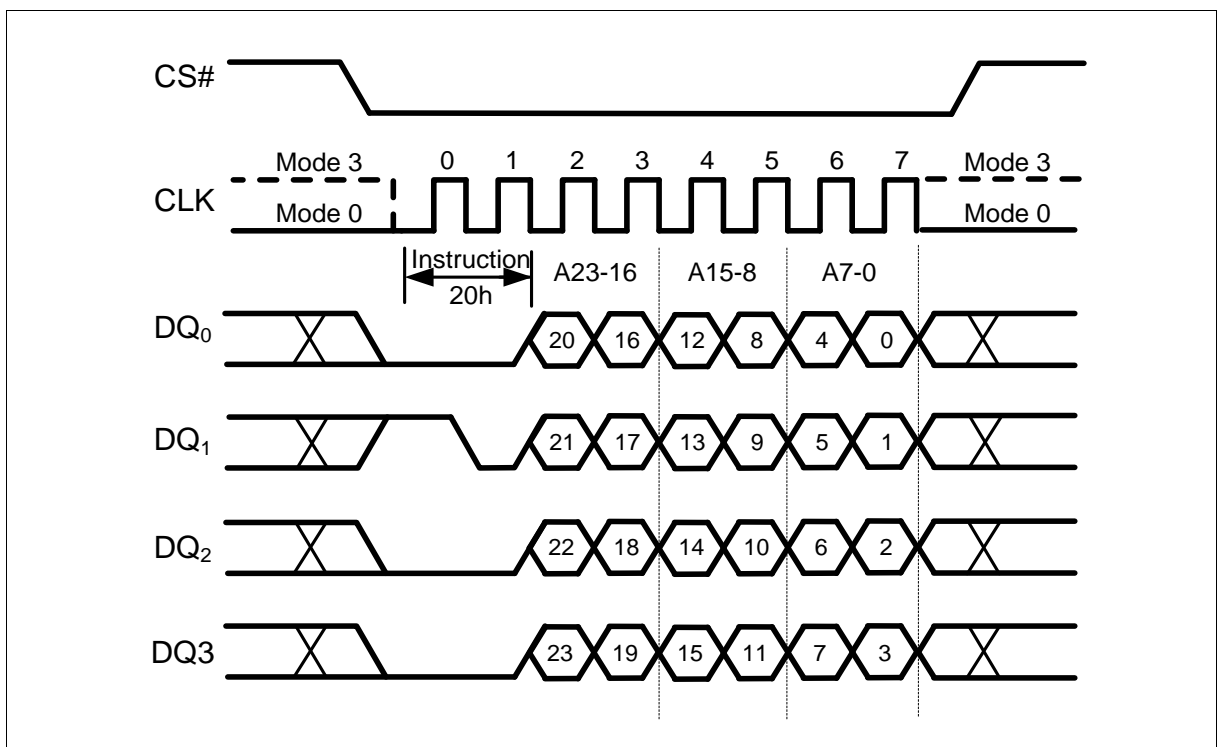 CS#
Mode 3 0 1 2 3 4 5 6 7 Mode 3
CLK
Mode 0 Mode 0
Instruction A23-16 A15-8 A7-0
20h
DQ0 20 16 12 8 4 0
DQ1 21 17 13 9 5 1
DQ2 22 18 14 10 6 2
DQ3 23 19 15 11 7 3